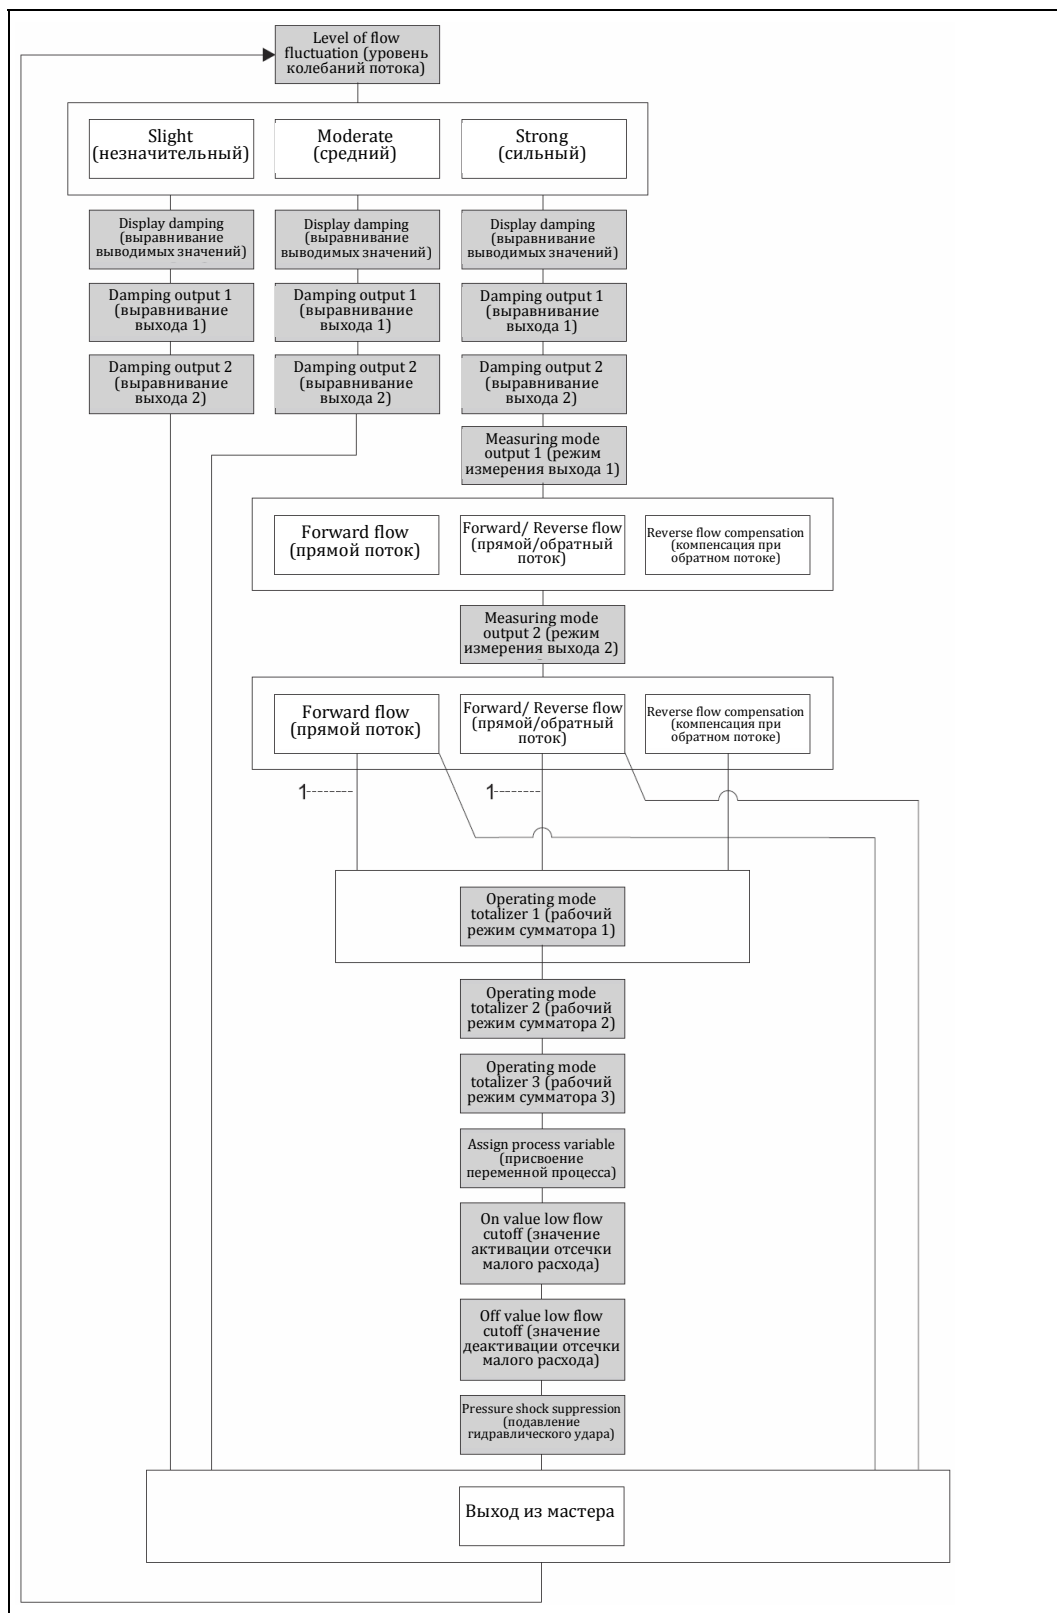 Level of flow
fluctuation (уровень
колебаний потока)
Slight
(незначительный)
Moderate
(средний)
Strong
(сильный)
Display damping
(выравнивание
выводимых значений)
Display damping
(выравнивание
выводимых значений)
Display damping
(выравнивание
выводимых значений)
Damping output 1
(выравнивание
выхода 1)
Damping output 1
(выравнивание
выхода 1)
Damping output 1
(выравнивание
выхода 1)
Damping output 2
(выравнивание
выхода 2)
Damping output 2
(выравнивание
выхода 2)
Damping output 2
(выравнивание
выхода 2)
Measuring mode
output 1 (режим
измерения выхода 1)
Forward flow
(прямой поток)
Forward/ Reverse flow
(прямой/обратный
поток)
Reverse flow compensation
(компенсация при
обратном потоке)
Measuring mode
output 2 (режим
измерения выхода 2)
Forward flow
(прямой поток)
Forward/ Reverse flow
(прямой/обратный
поток)
Reverse flow compensation
(компенсация при
обратном потоке)
1
1
Operating mode
totalizer 1 (рабочий
режим сумматора 1)
Operating mode
totalizer 2 (рабочий
режим сумматора 2)
Operating mode
totalizer 3 (рабочий
режим сумматора 3)
Assign process variable
(присвоение
переменной процесса)
On value low flow
cutoff (значение
активации отсечки
малого расхода)
Off value low flow
cutoff (значение
деактивации отсечки
малого расхода)
Pressure shock suppression
(подавление
гидравлического удара)
Выход из мастера